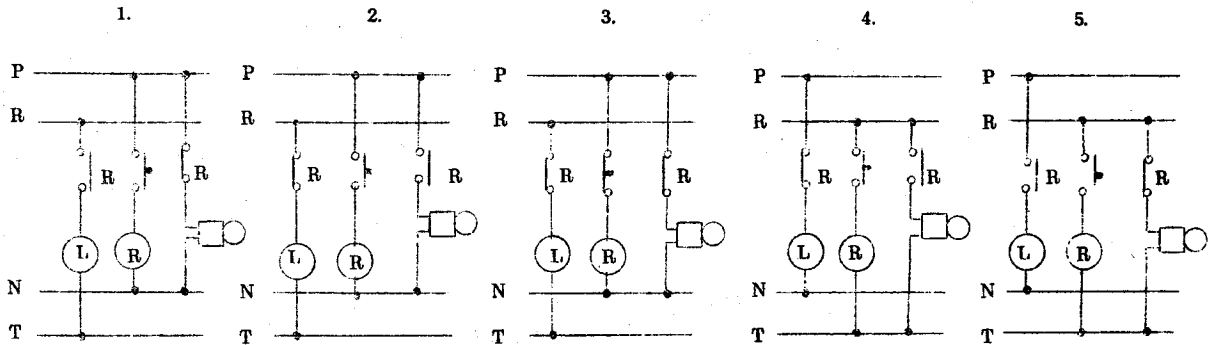 1. 2. 3. 4. 5.
P P P P P
R R R R R
R R R R R R
L R L R L R L R L R
N N N N N
T T T T T